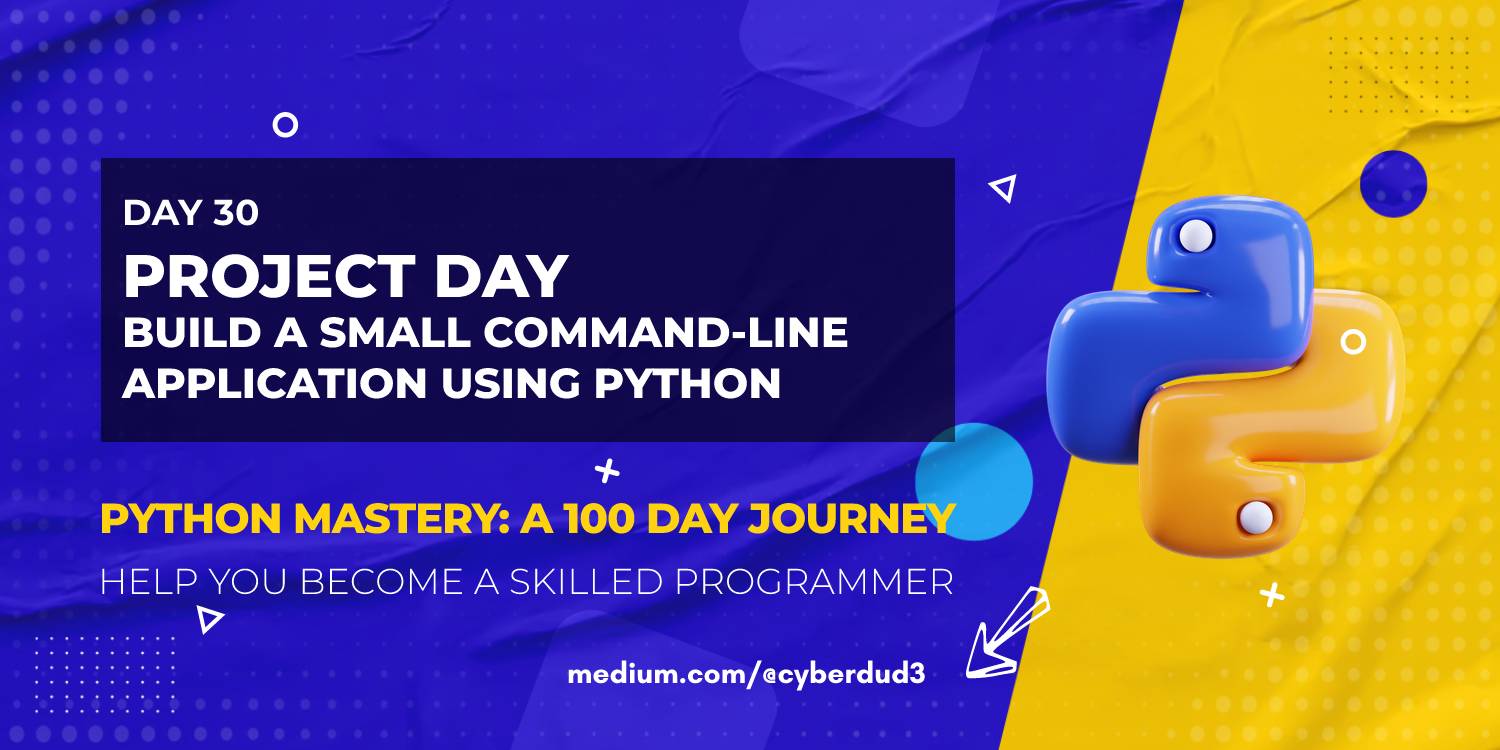 DAY 30
PROJECT DAY
BUILD A SMALL COMMAND-LINE
APPLICATION USING PYTHON
PYTHON MASTERY: A 100 DAY JOURNEY
HELP YOU BECOME A SKILLED PROGRAMMER
medium.com/@cyberdud3